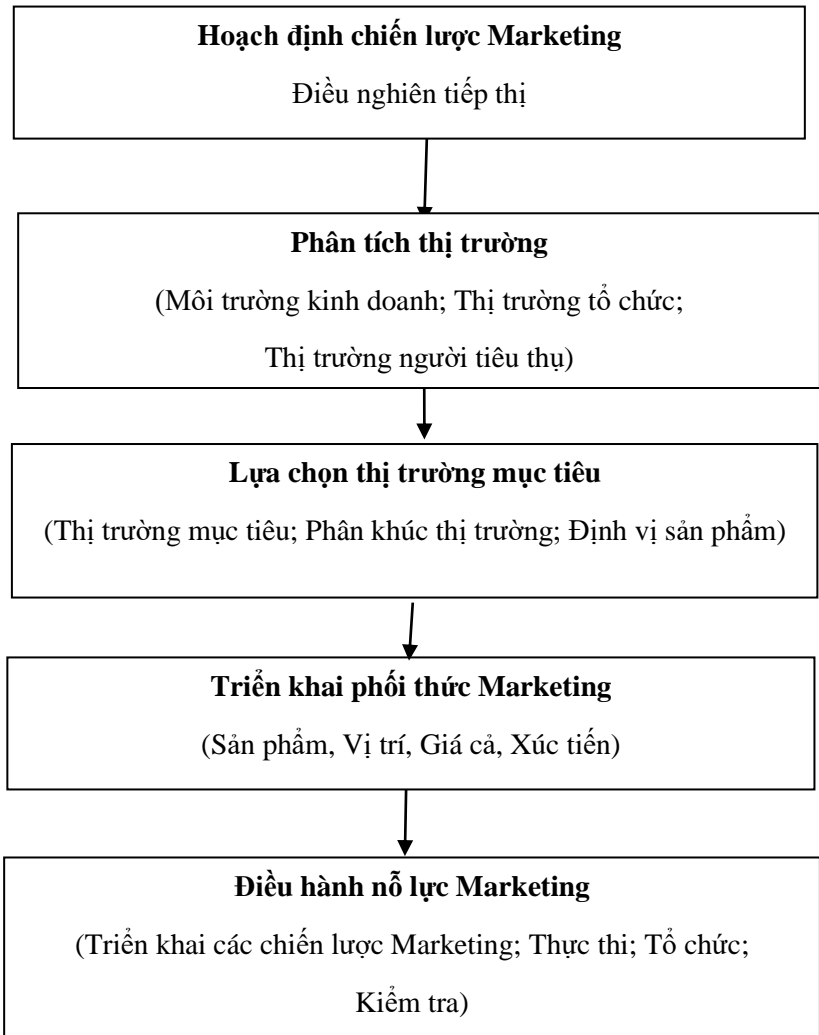 Hoạch định chiến lược Marketing
Điều nghiên tiếp thị
Phân tích thị trường
(Môi trường kinh doanh; Thị trường tổ chức;
Thị trường người tiêu thụ)
Lựa chọn thị trường mục tiêu
(Thị trường mục tiêu; Phân khúc thị trường; Định vị sản phẩm)
Triển khai phối thức Marketing
(Sản phẩm, Vị trí, Giá cả, Xúc tiến)
Điều hành nỗ lực Marketing
(Triển khai các chiến lược Marketing; Thực thi; Tổ chức;
Kiểm tra)